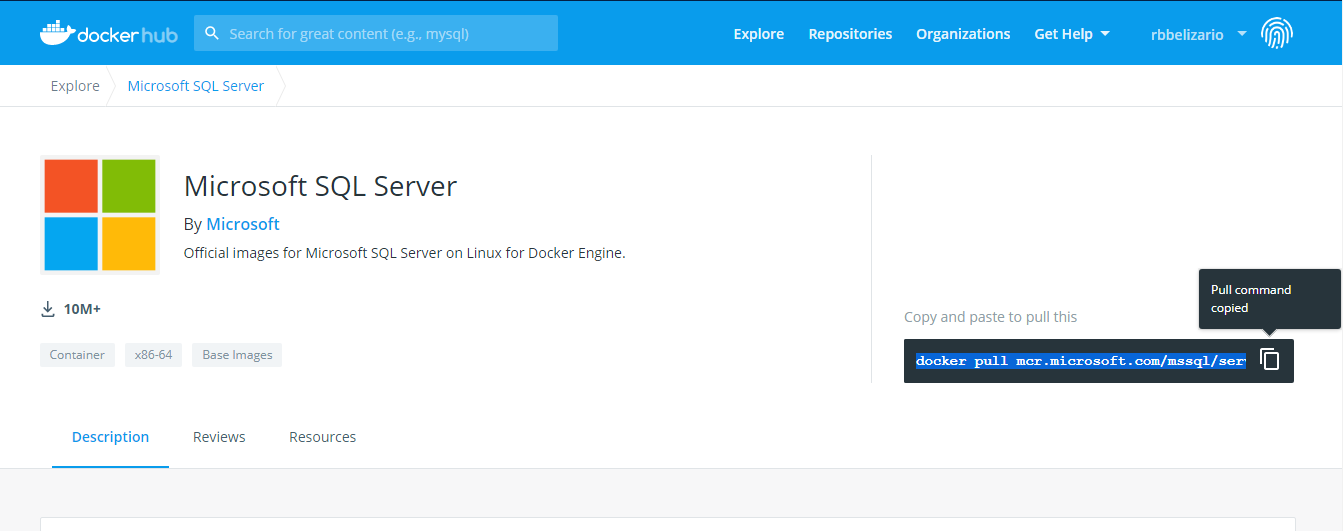 dockerhub
Search for great content (e.g., mysql)
Explore
Repositories
Organizations
Get Help
rbbelizario
Explore
Microsoft SQL Server
Microsoft SQL Server
By Microsoft
Official images for Microsoft SQL Server on Linux for Docker Engine.
10M+
Container
x86-64
Base Images
Pull command
copied
Copy and paste to pull this
docker pull mcr.microsoft.com/mssql/ser
Description
Reviews
Resources